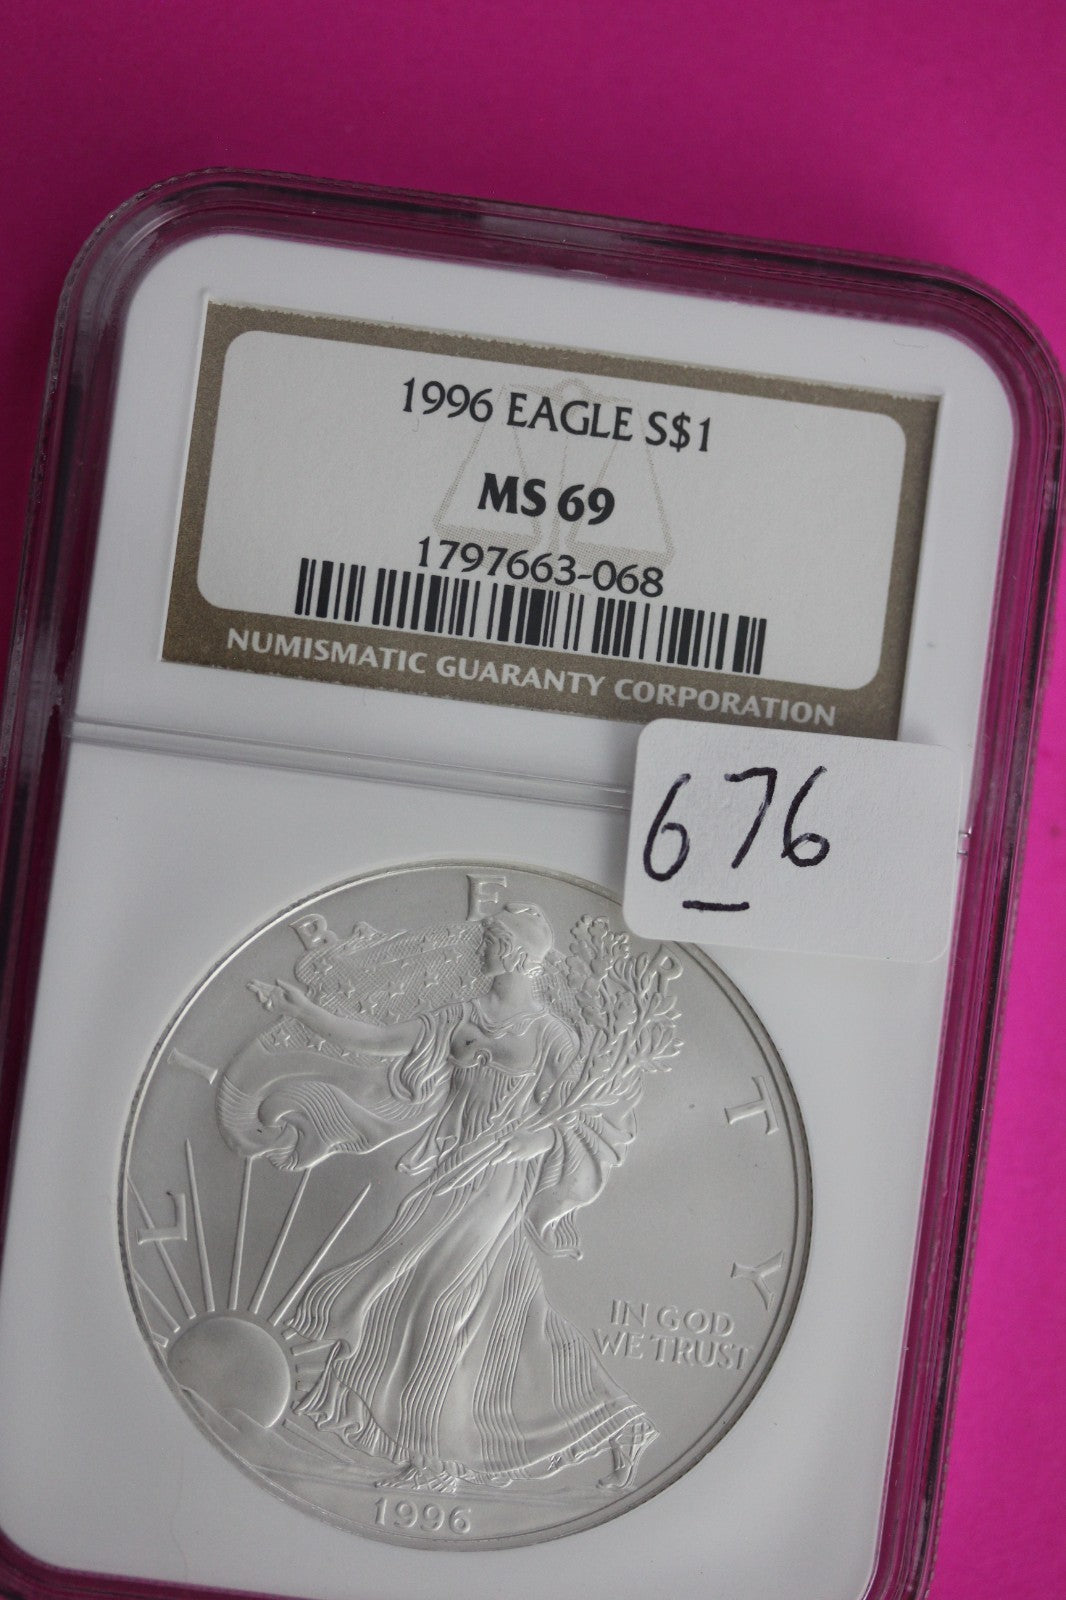 1996 EAGLE S$1
MS 69
1797663-068
NUMISMATIC GUARANTY CORPORATION
676
LIBERTY
IN GOD
WE TRUST
1996